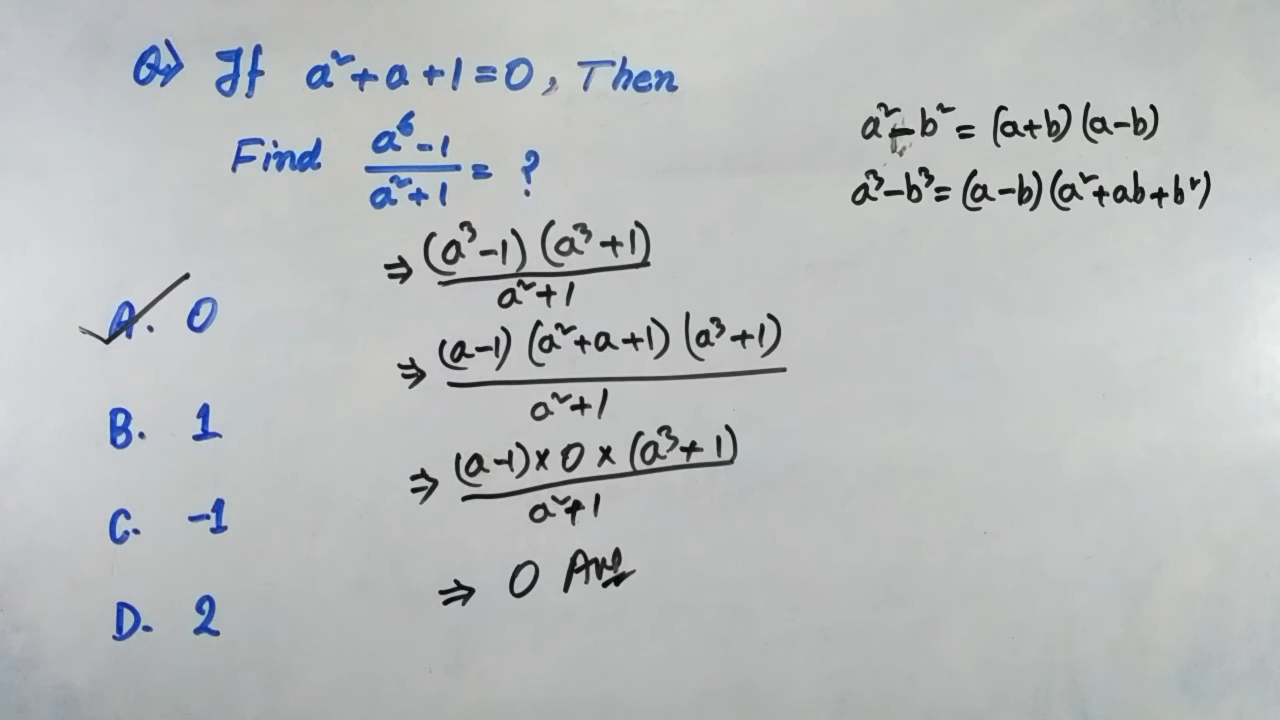 Q⇒ If a²+a+1=0, Then
Find (a⁶-1)/(a²+1) = ?
A. 0
B. 1
C. -1
D. 2
⇒ (a³-1)(a³+1)/(a²+1)
⇒ (a-1)(a²+a+1)(a³+1)/(a²+1)
⇒ (a-1)×0×(a³+1)/(a²+1)
⇒ 0 Ans
a²-b² = (a+b)(a-b)
a³-b³ = (a-b)(a²+ab+b²)